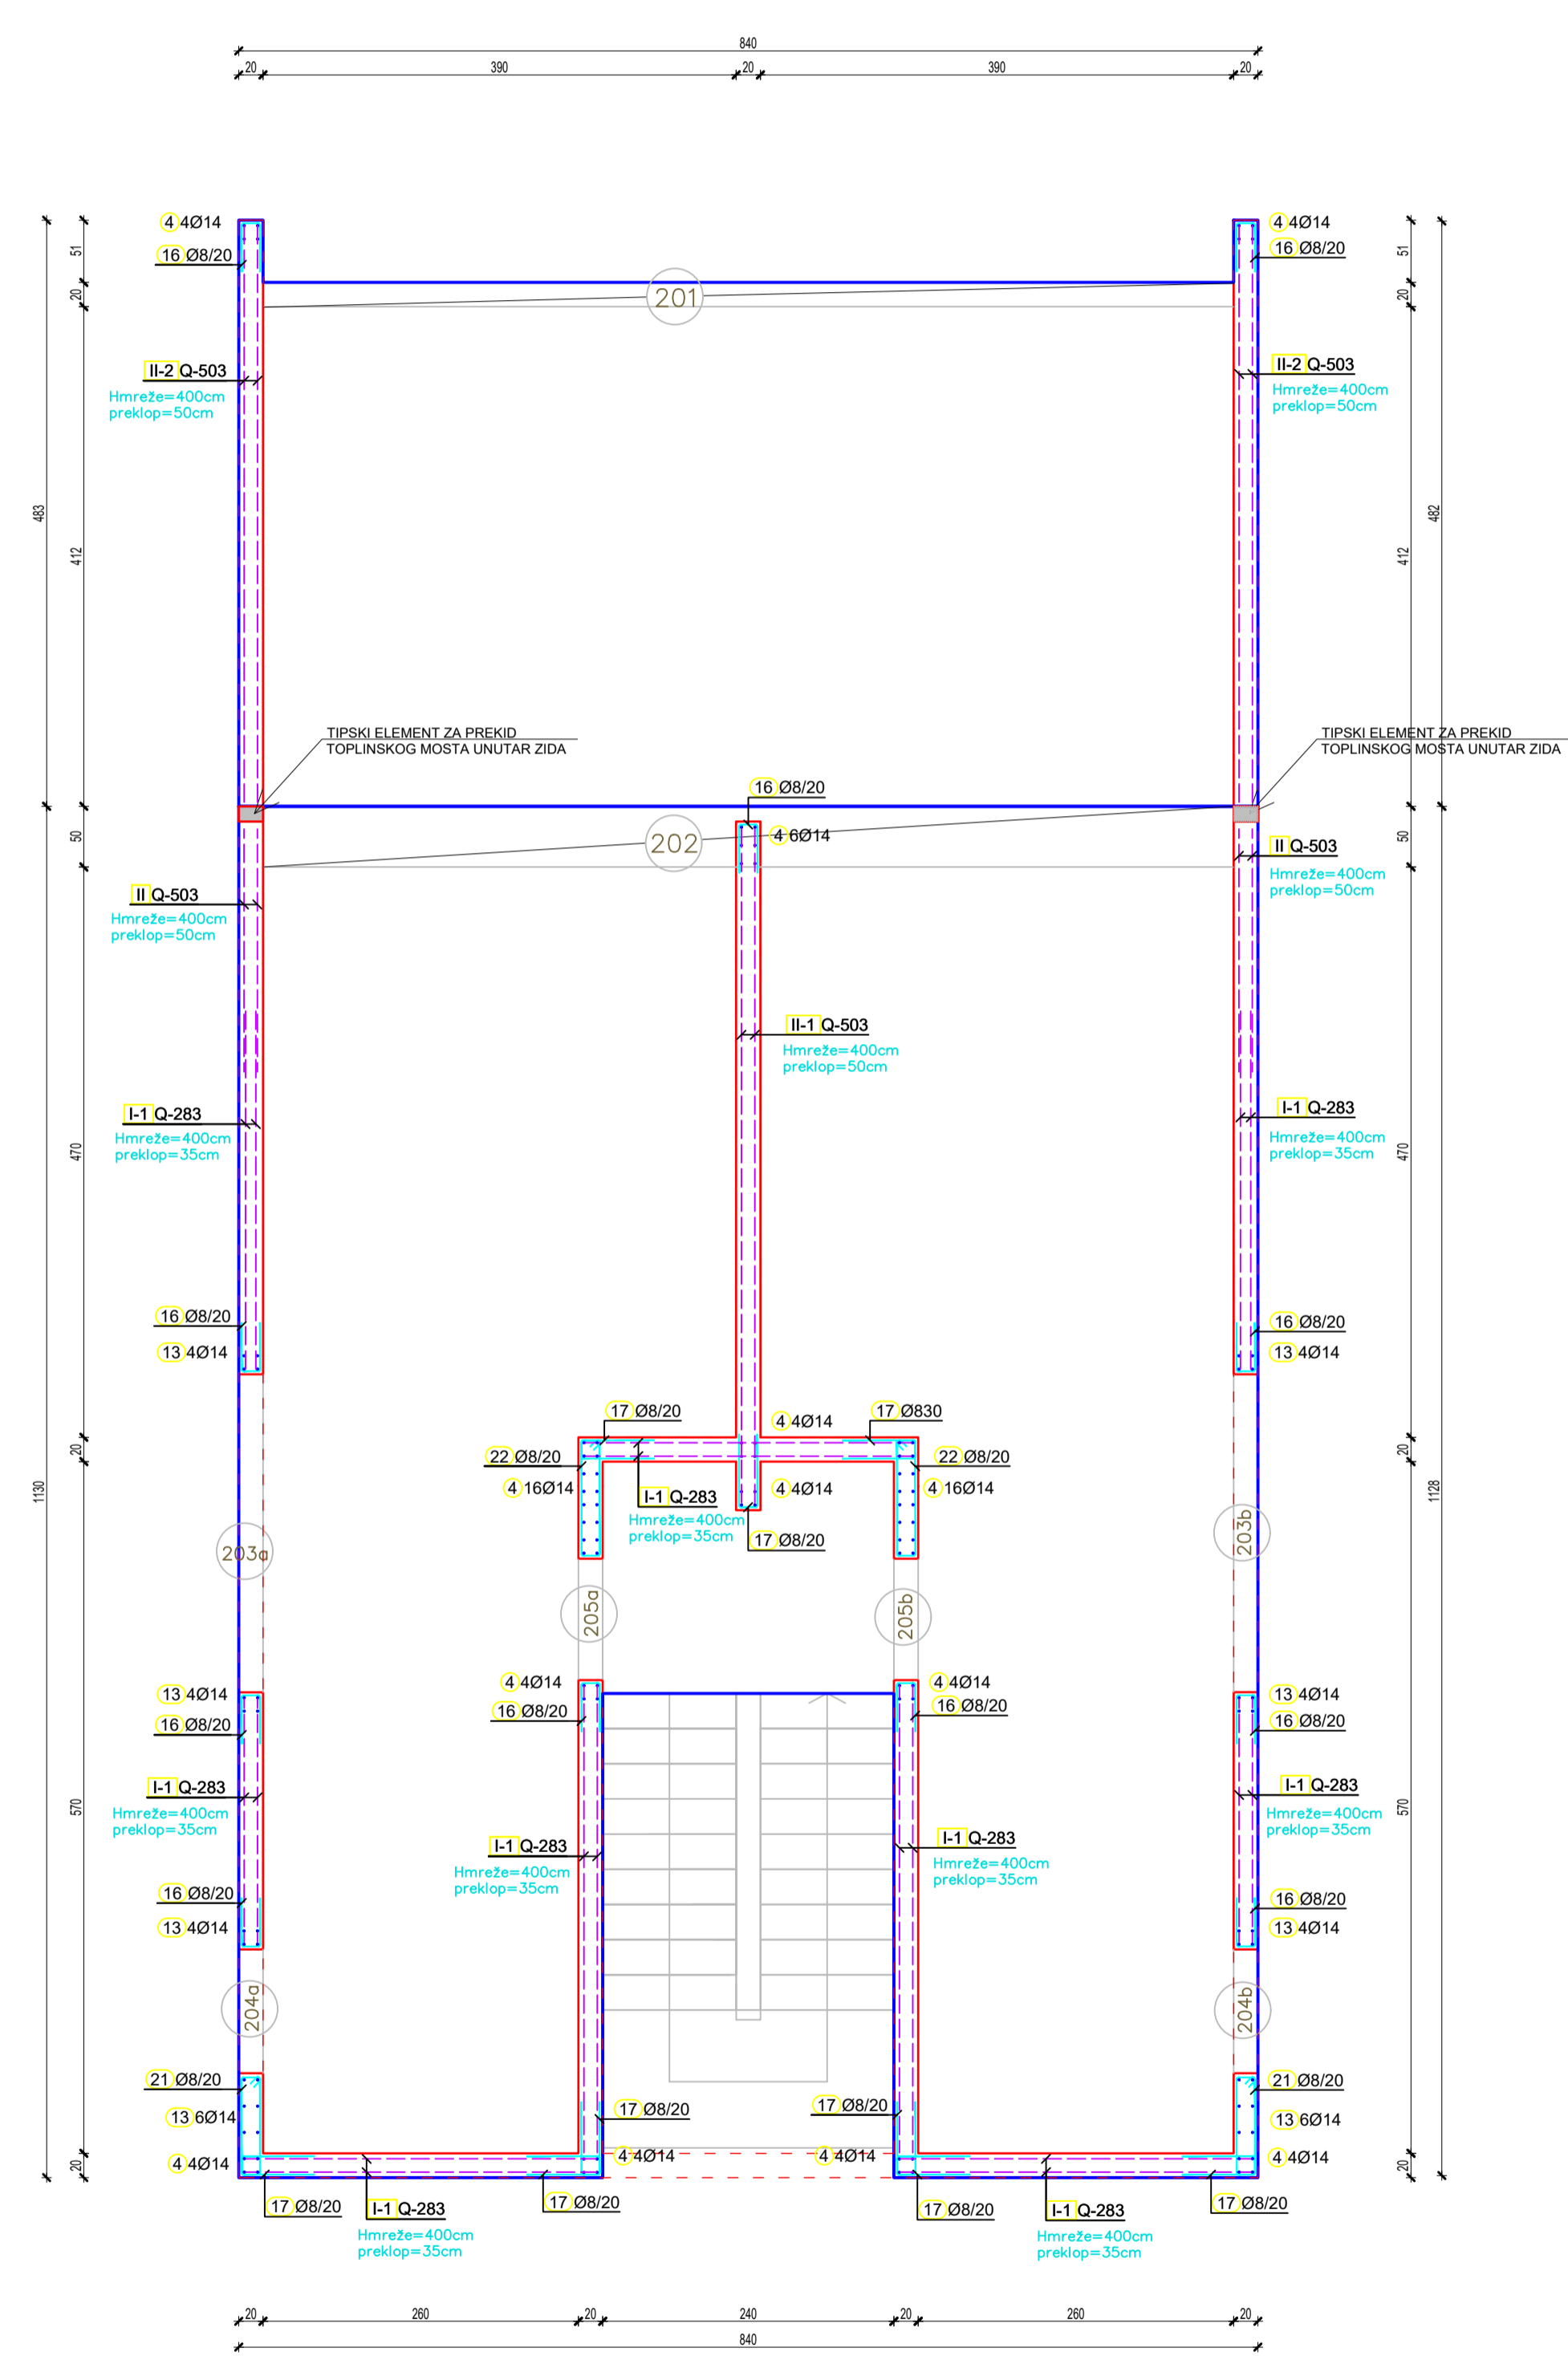 840
20 390 20 390 20
4 4Ø14
4 4Ø14
16 Ø8/20
16 Ø8/20
51
51
20
20
201
II-2 Q-503
Hmreže=400cm
preklop=50cm
II-2 Q-503
Hmreže=400cm
preklop=50cm
483
412
412
482
TIPSKI ELEMENT ZA PREKID
TOPLINSKOG MOSTA UNUTAR ZIDA
TIPSKI ELEMENT ZA PREKID
TOPLINSKOG MOSTA UNUTAR ZIDA
16 Ø8/20
4 6Ø14
50
50
202
II Q-503
Hmreže=400cm
preklop=50cm
II Q-503
Hmreže=400cm
preklop=50cm
II-1 Q-503
Hmreže=400cm
preklop=50cm
I-1 Q-283
Hmreže=400cm
preklop=35cm
I-1 Q-283
Hmreže=400cm
preklop=35cm
470
470
16 Ø8/20
13 4Ø14
16 Ø8/20
13 4Ø14
17 Ø8/20
4 4Ø14
17 Ø830
20
20
22 Ø8/20
4 16Ø14
22 Ø8/20
4 16Ø14
4 4Ø14
I-1 Q-283
Hmreže=400cm
preklop=35cm
17 Ø8/20
1130
1128
203a
203b
205a
205b
4 4Ø14
16 Ø8/20
4 4Ø14
16 Ø8/20
13 4Ø14
16 Ø8/20
13 4Ø14
16 Ø8/20
I-1 Q-283
Hmreže=400cm
preklop=35cm
I-1 Q-283
Hmreže=400cm
preklop=35cm
570
570
I-1 Q-283
Hmreže=400cm
preklop=35cm
I-1 Q-283
Hmreže=400cm
preklop=35cm
16 Ø8/20
13 4Ø14
16 Ø8/20
13 4Ø14
204a
204b
21 Ø8/20
13 6Ø14
4 4Ø14
21 Ø8/20
13 6Ø14
4 4Ø14
17 Ø8/20
4 4Ø14
17 Ø8/20
4 4Ø14
20
20
17 Ø8/20
I-1 Q-283
Hmreže=400cm
preklop=35cm
17 Ø8/20
17 Ø8/20
I-1 Q-283
Hmreže=400cm
preklop=35cm
17 Ø8/20
20 260 20 240 20 260 20
840